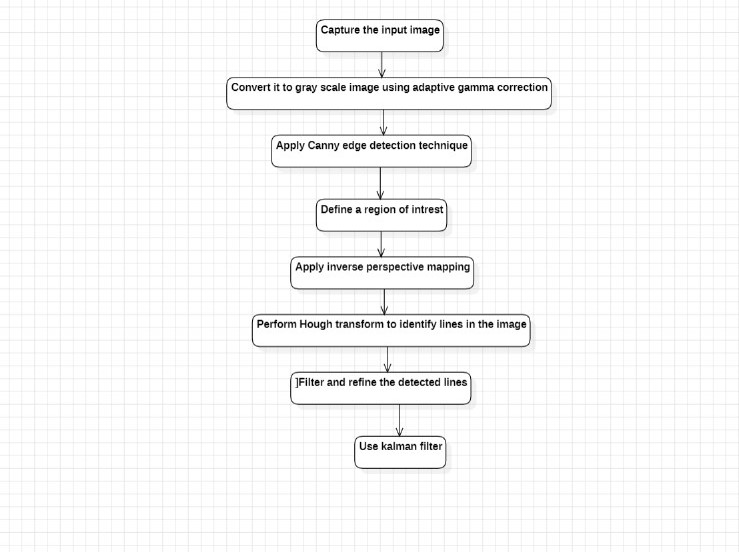 Capture the input image
Convert it to gray scale image using adaptive gamma correction
Apply Canny edge detection technique
Define a region of intrest
Apply inverse perspective mapping
Perform Hough transform to identify lines in the image
]Filter and refine the detected lines
Use kalman filter